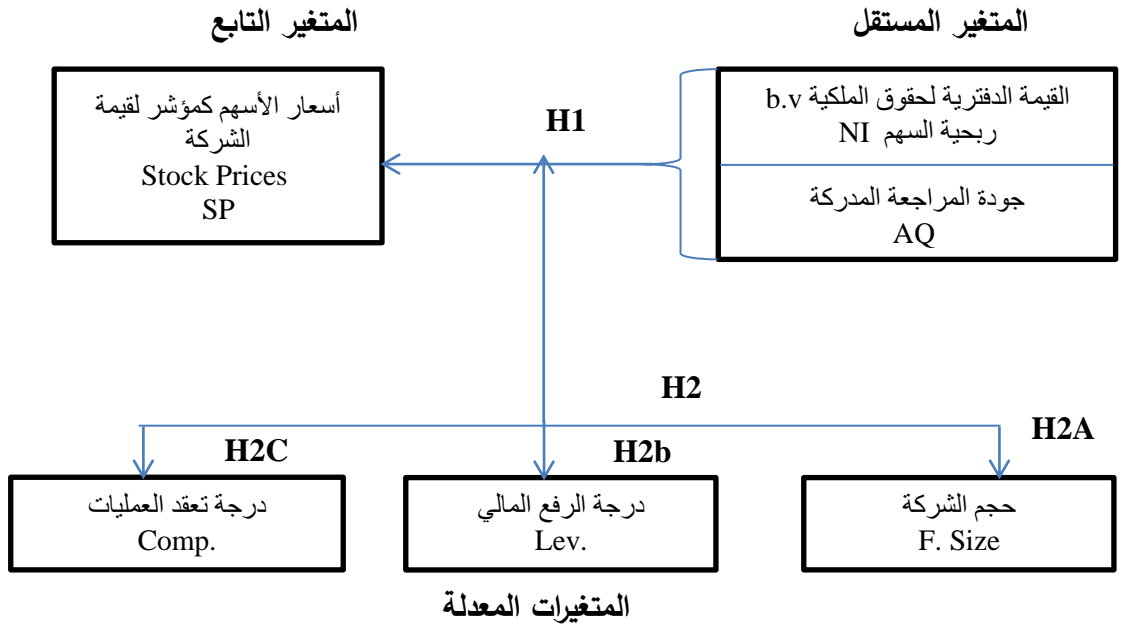 المتغير المستقل
المتغير التابع
القيمة الدفترية لحقوق الملكية b.v
ربحية السهم NI
جودة المراجعة المدركة
AQ
H1
أسعار الأسهم كمؤشر لقيمة
الشركة
Stock Prices
SP
H2
H2A
H2b
H2C
حجم الشركة
F. Size
درجة الرفع المالي
Lev.
درجة تعقد العمليات
Comp.
المتغيرات المعدلة